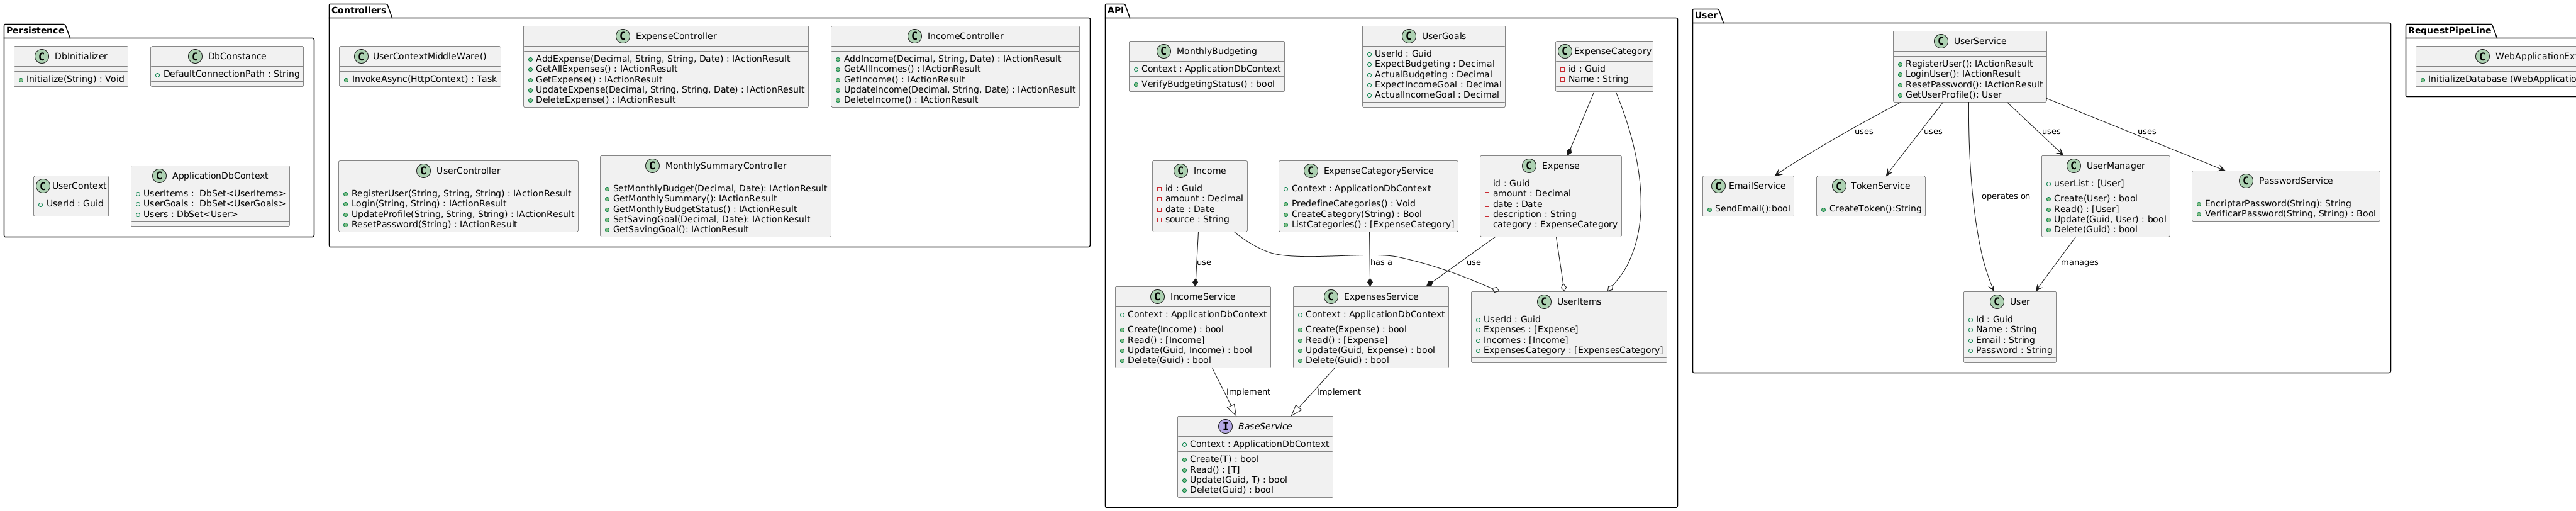 Persistence
DbInitializer
Initialize(String) : Void
DbConstance
DefaultConnectionPath : String
UserContext
UserId : Guid
ApplicationDbContext
UserItems :  DbSet<UserItems>
UserGoals :  DbSet<UserGoals>
Users : DbSet<User>
Controllers
UserContextMiddleWare()
InvokeAsync(HttpContext) : Task
ExpenseController
AddExpense(Decimal, String, String, Date) : IActionResult
GetAllExpenses() : IActionResult
GetExpense() : IActionResult
UpdateExpense(Decimal, String, String, Date) : IActionResult
DeleteExpense() : IActionResult
IncomeController
AddIncome(Decimal, String, Date) : IActionResult
GetAllIncomes() : IActionResult
GetIncome() : IActionResult
UpdateIncome(Decimal, String, Date) : IActionResult
DeleteIncome() : IActionResult
UserController
RegisterUser(String, String, String) : IActionResult
Login(String, String) : IActionResult
UpdateProfile(String, String, String) : IActionResult
ResetPassword(String) : IActionResult
MonthlySummaryController
SetMonthlyBudget(Decimal, Date): IActionResult
GetMonthlySummary(): IActionResult
GetMonthlyBudgetStatus() : IActionResult
SetSavingGoal(Decimal, Date): IActionResult
GetSavingGoal(): IActionResult
API
MonthlyBudgeting
Context : ApplicationDbContext
VerifyBudgetingStatus() : bool
UserGoals
UserId : Guid
ExpectBudgeting : Decimal
ActualBudgeting : Decimal
ExpectIncomeGoal : Decimal
ActualIncomeGoal : Decimal
ExpenseCategory
id : Guid
Name : String
Income
id : Guid
amount : Decimal
date : Date
source : String
ExpenseCategoryService
Context : ApplicationDbContext
PredefineCategories() : Void
CreateCategory(String) : Bool
ListCategories() : [ExpenseCategory]
Expense
id : Guid
amount : Decimal
date : Date
description : String
category : ExpenseCategory
use
has a
use
IncomeService
Context : ApplicationDbContext
Create(Income) : bool
Read() : [Income]
Update(Guid, Income) : bool
Delete(Guid) : bool
ExpensesService
Context : ApplicationDbContext
Create(Expense) : bool
Read() : [Expense]
Update(Guid, Expense) : bool
Delete(Guid) : bool
UserItems
UserId : Guid
Expenses : [Expense]
Incomes : [Income]
ExpensesCategory : [ExpensesCategory]
Implement
Implement
BaseService
Context : ApplicationDbContext
Create(T) : bool
Read() : [T]
Update(Guid, T) : bool
Delete(Guid) : bool
User
UserService
RegisterUser(): IActionResult
LoginUser(): IActionResult
ResetPassword(): IActionResult
GetUserProfile(): User
uses
uses
uses
uses
EmailService
SendEmail():bool
TokenService
CreateToken():String
operates on
UserManager
userList : [User]
Create(User) : bool
Read() : [User]
Update(Guid, User) : bool
Delete(Guid) : bool
PasswordService
EncriptarPassword(String): String
VerificarPassword(String, String) : Bool
manages
User
Id : Guid
Name : String
Email : String
Password : String
RequestPipeLine
WebApplicationEx
InitializeDatabase (WebApplicatio